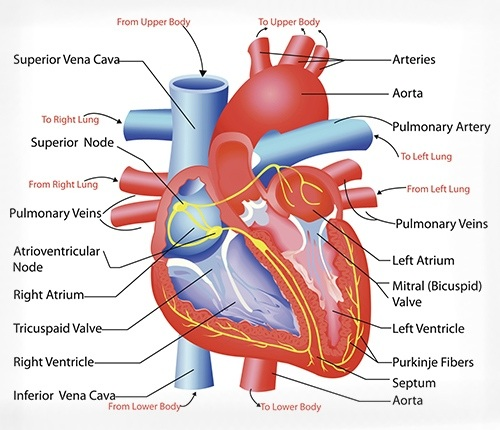 From Upper Body
To Upper Body
Superior Vena Cava
Arteries
Aorta
To Right Lung
Pulmonary Artery
Superior Node
To Left Lung
From Right Lung
From Left Lung
Pulmonary Veins
Pulmonary Veins
Atrioventricular
Node
Left Atrium
Right Atrium
Mitral (Bicuspid)
Valve
Tricuspaid Valve
Left Ventricle
Right Ventricle
Purkinje Fibers
Septum
Inferior Vena Cava
Aorta
From Lower Body
To Lower Body